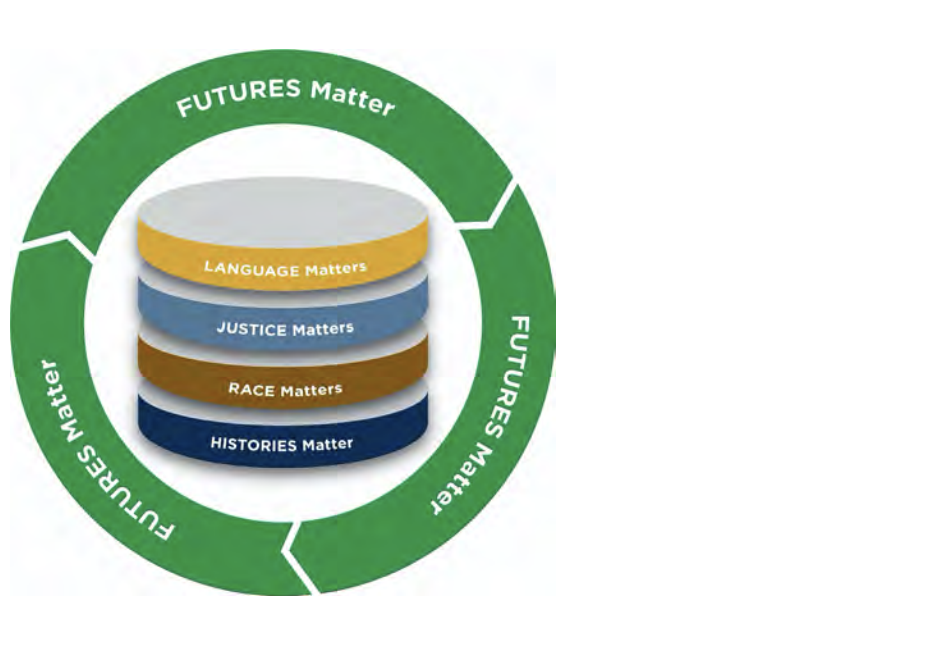 FUTURES Matter
LANGUAGE Matters
JUSTICE Matters
RACE Matters
HISTORIES Matter
FUTURES Matter
FUTURES Matter